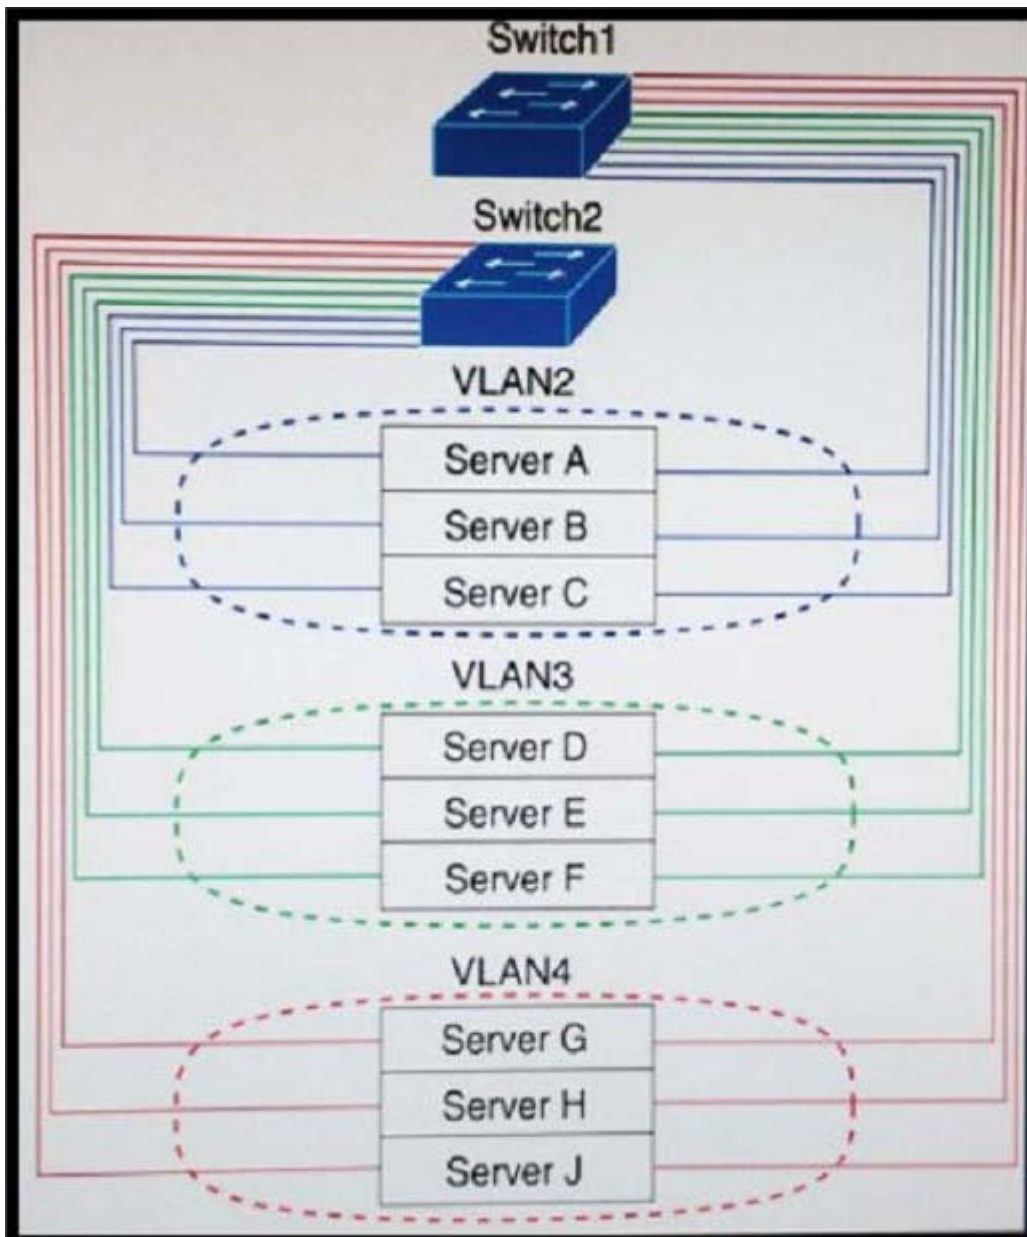 Switch1
Switch2
VLAN2
Server A
Server B
Server C
VLAN3
Server D
Server E
Server F
VLAN4
Server G
Server H
Server J